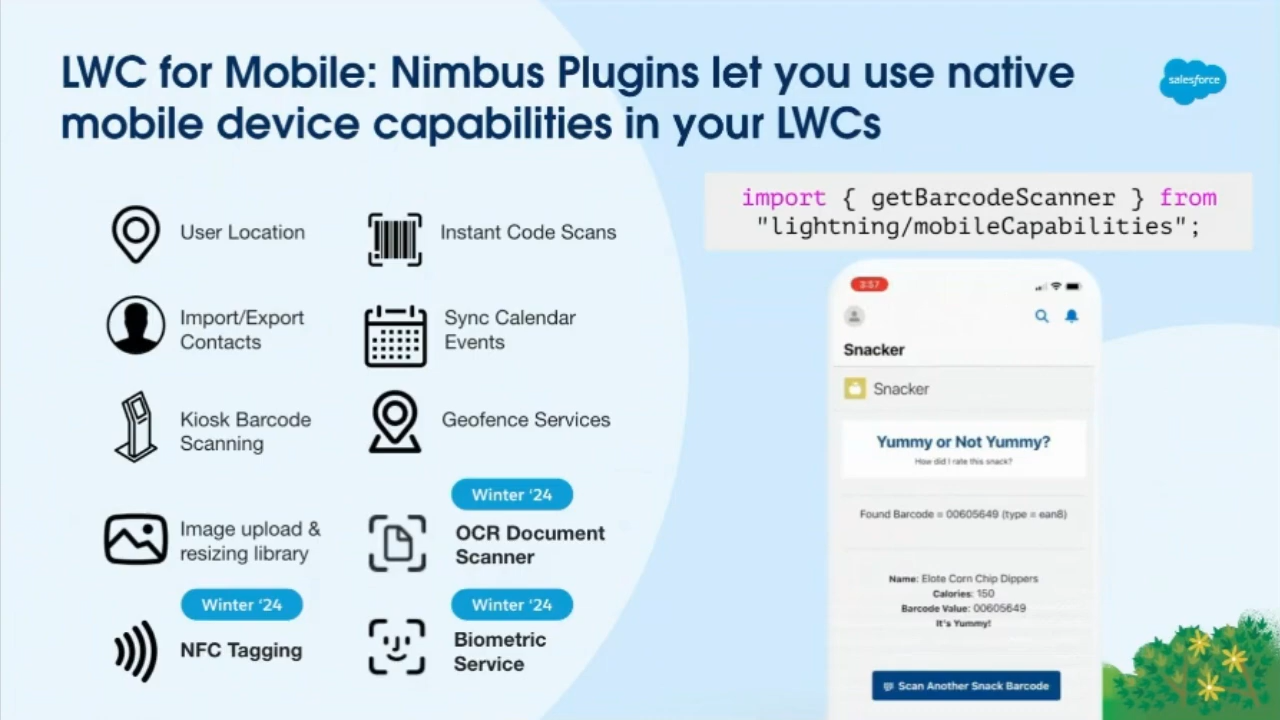 LWC for Mobile: Nimbus Plugins let you use native
mobile device capabilities in your LWCs
salesforce
User Location
Instant Code Scans
Import/Export
Contacts
Sync Calendar
Events
Kiosk Barcode
Scanning
Geofence Services
Image upload &
resizing library
Winter '24
OCR Document
Scanner
Winter '24
NFC Tagging
Winter '24
Biometric
Service
import { getBarcodeScanner } from
"lightning/mobileCapabilities";
3:57
Snacker
Snacker
Yummy or Not Yummy?
How did I rate this snack?
Found Barcode = 00605649 (type = ean8)
Name: Elote Corn Chip Dippers
Calories: 150
Barcode Value: 00605649
It's Yummy!
Scan Another Snack Barcode